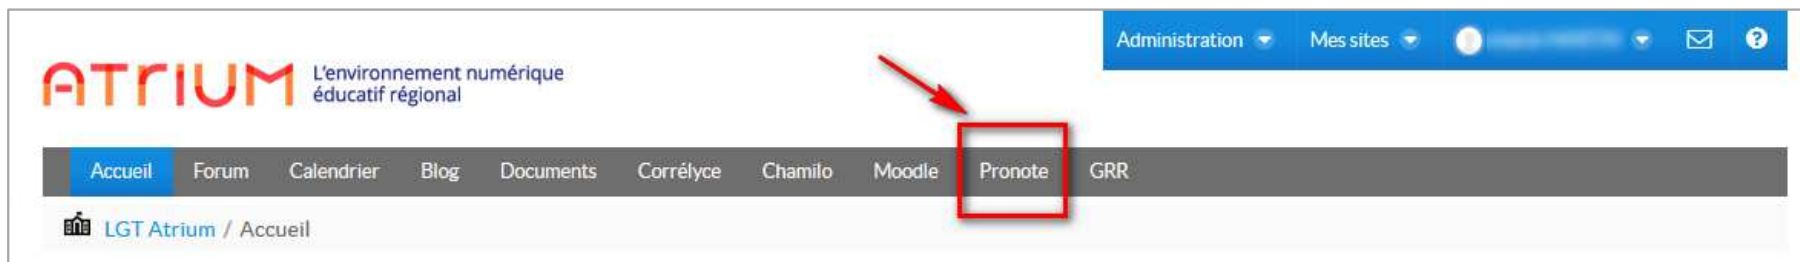 Administration Mes sites
ATRIUM L'environnement numérique
éducatif régional
Accueil Forum Calendrier Blog Documents Corrélyce Chamilo Moodle Pronote GRR
LGT Atrium / Accueil